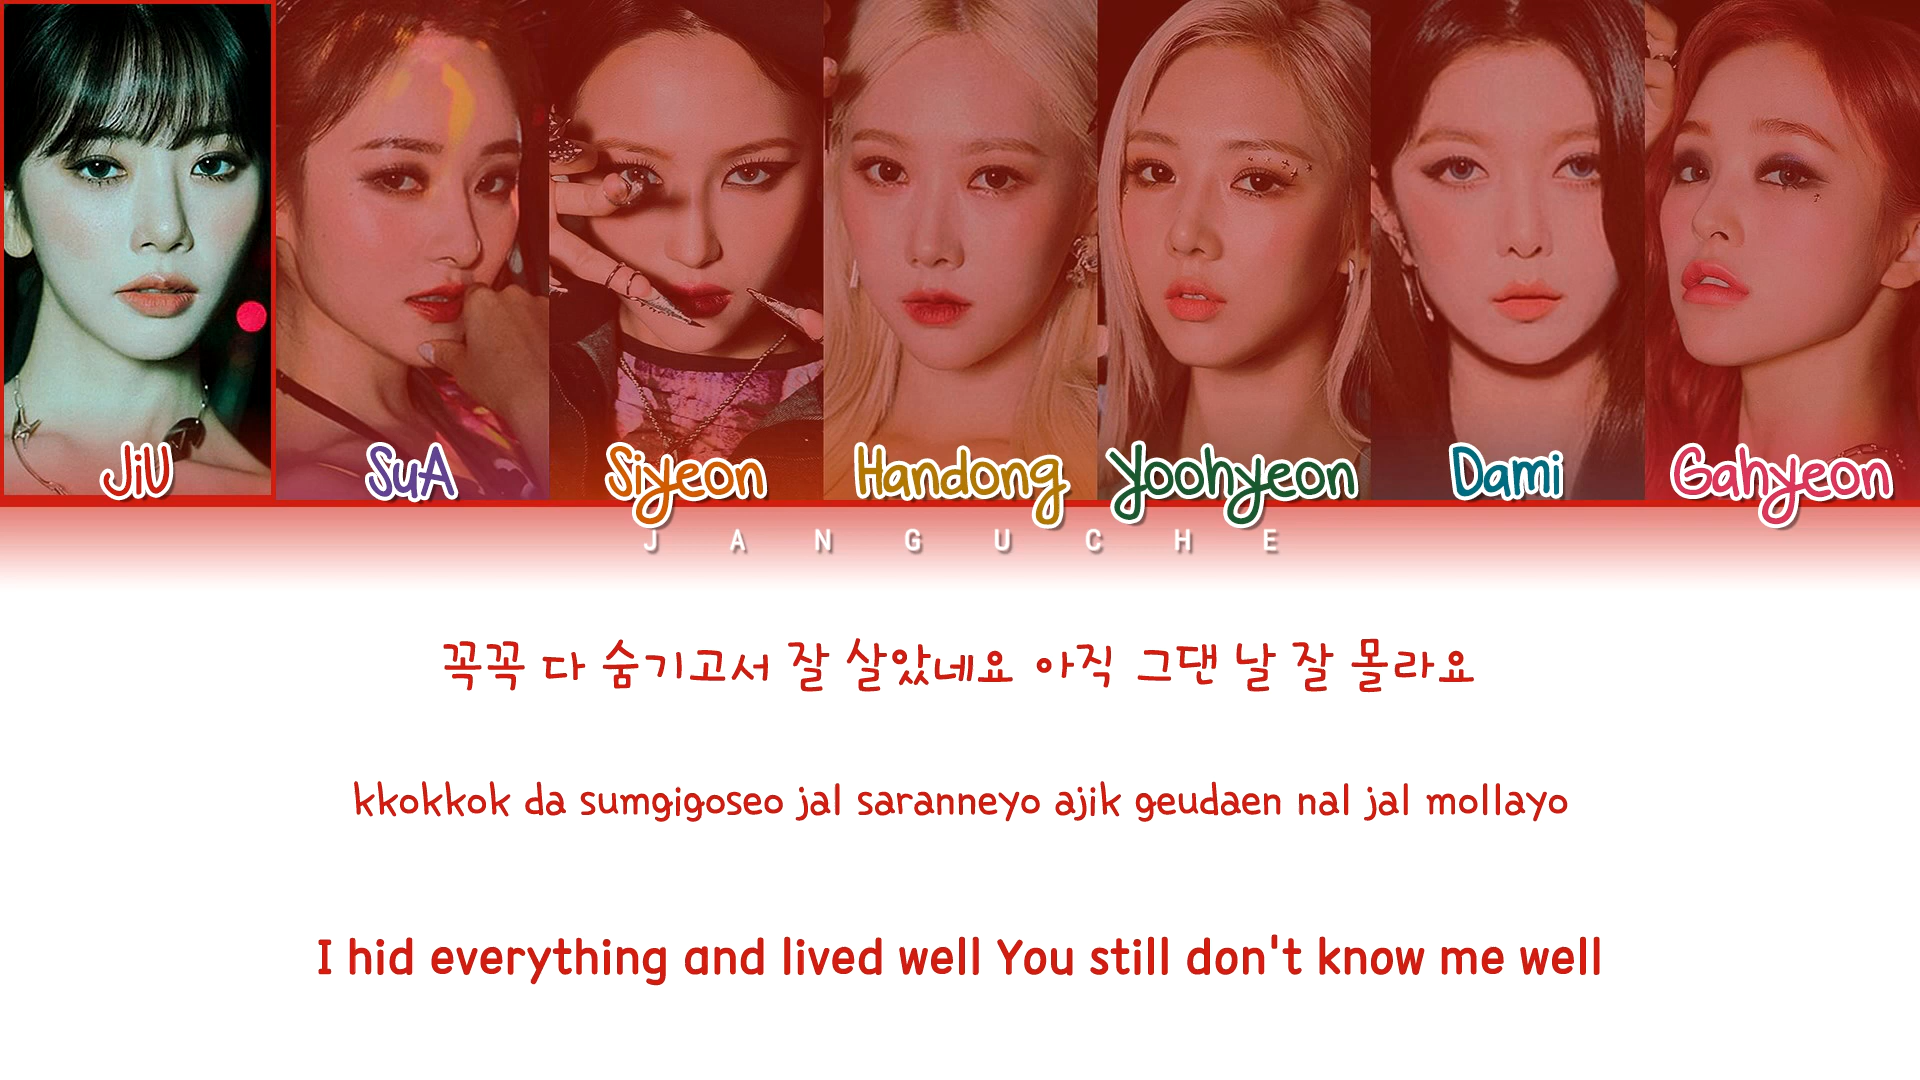 JiU SuA Siyeon Handong Yoohyeon Dami Gahyeon
JANGUCHE
꼭꼭 다 숨기고서 잘 살았네요 아직 그댄 날 잘 몰라요
kkokkok da sumgigoseo jal saranneyo ajik geudaen nal jal mollayo
I hid everything and lived well You still don't know me well